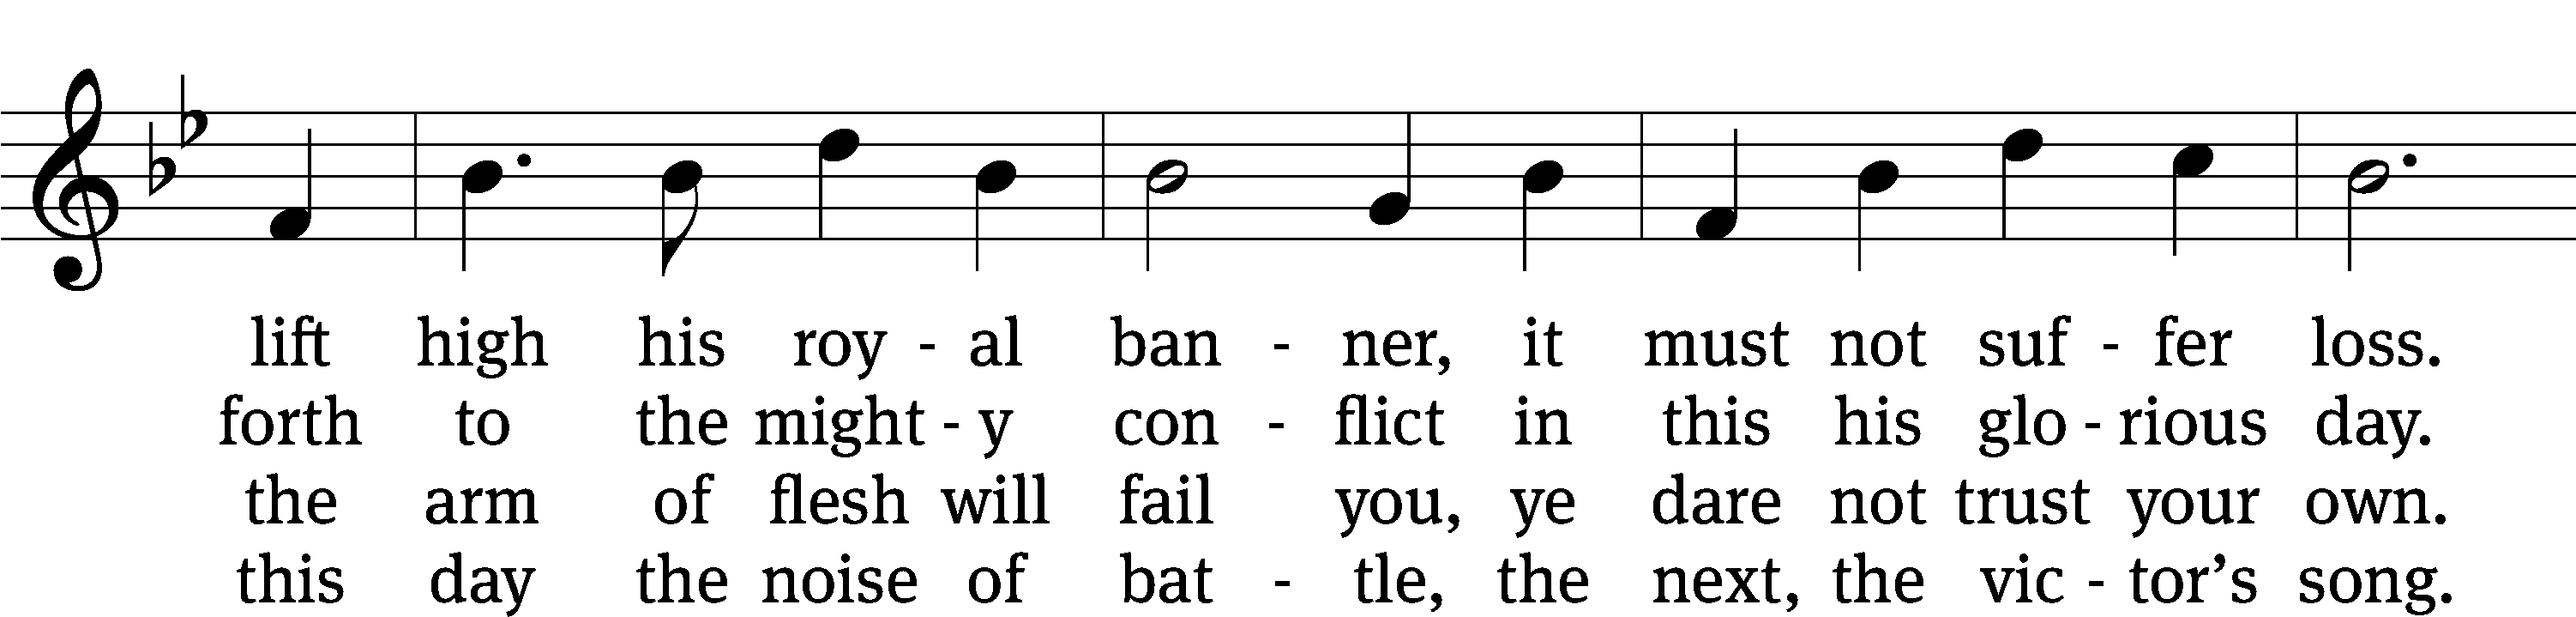 lift high his roy - al ban - ner, it must not suf - fer loss.
forth to the might - y con - flict in this his glo - rious day.
the arm of flesh will fail you, ye dare not trust your own.
this day the noise of bat - tle, the next, the vic - tor’s song.